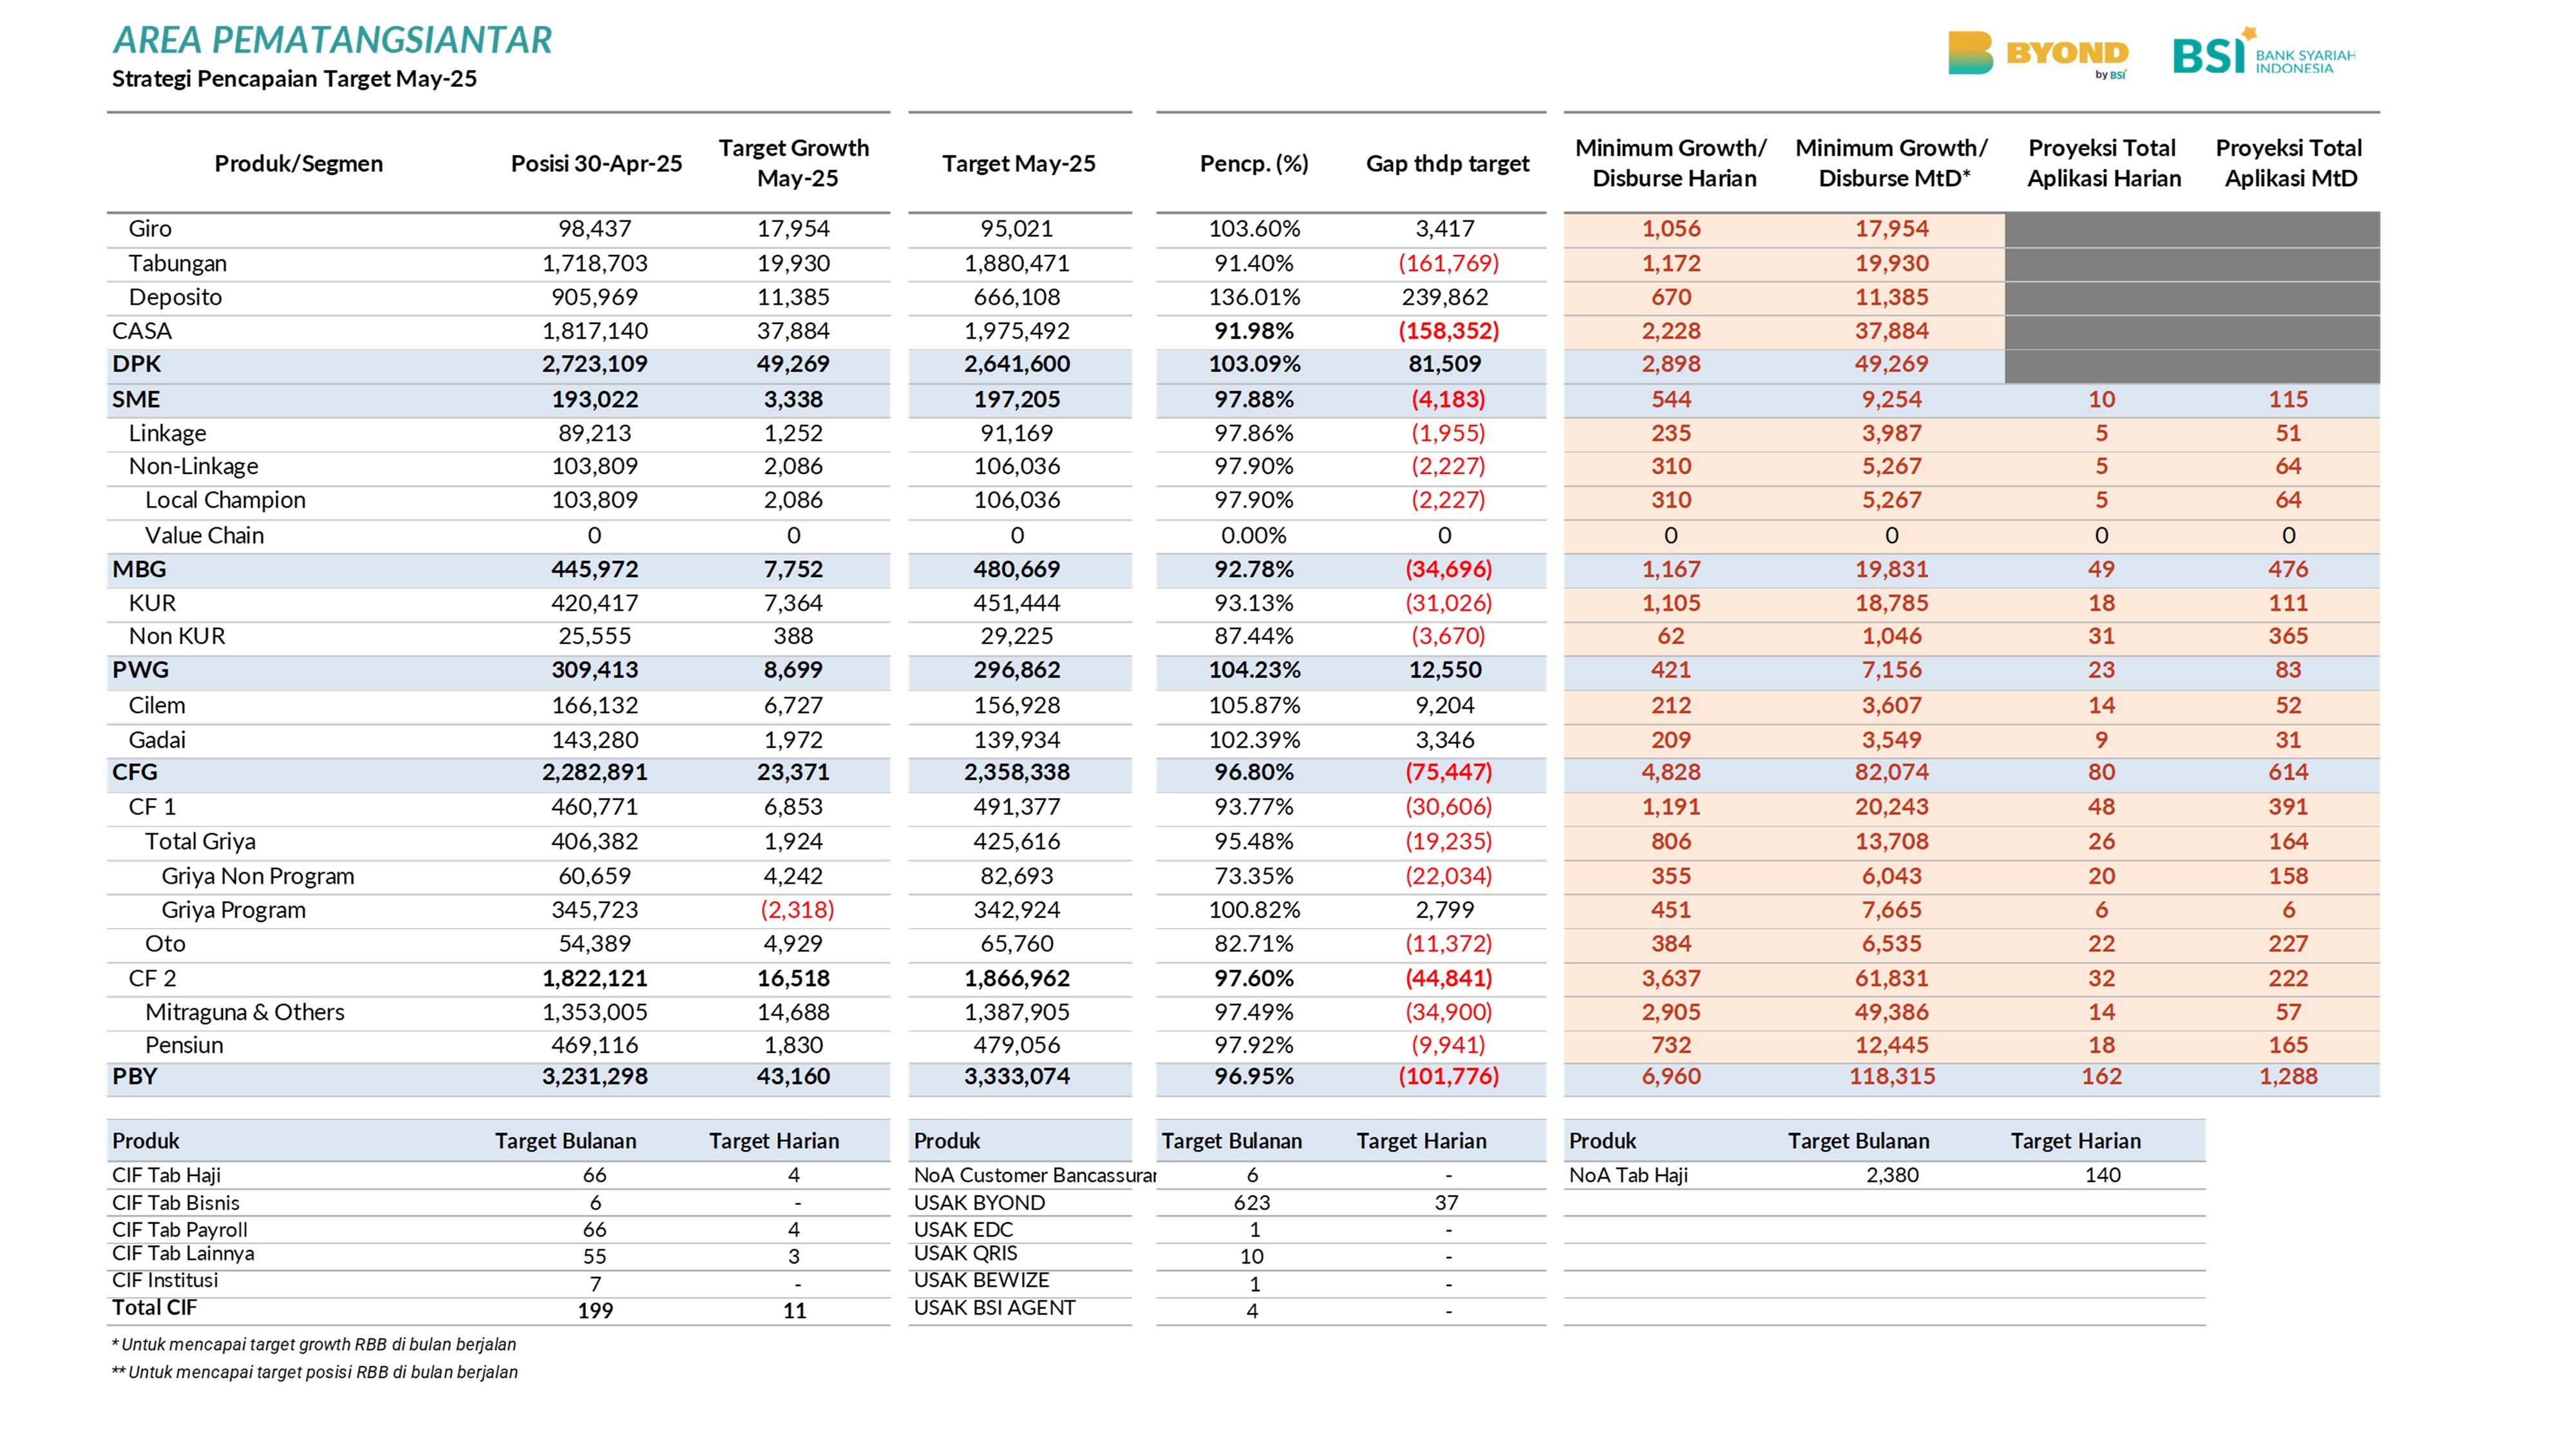 AREA PEMATANGSIANTAR
Strategi Pencapaian Target May-25
BYOND
by BSI
BSI BANK SYARIAH
INDONESIA
Produk/Segmen Posisi 30-Apr-25 Target Growth May-25 Target May-25 Pencp. (%) Gap thdp target Minimum Growth/ Disburse Harian Minimum Growth/ Disburse MtD* Proyeksi Total Aplikasi Harian Proyeksi Total Aplikasi MtD
Giro 98,437 17,954 95,021 103.60% 3,417 1,056 17,954
Tabungan 1,718,703 19,930 1,880,471 91.40% (161,769) 1,172 19,930
Deposito 905,969 11,385 666,108 136.01% 239,862 670 11,385
CASA 1,817,140 37,884 1,975,492 91.98% (158,352) 2,228 37,884
DPK 2,723,109 49,269 2,641,600 103.09% 81,509 2,898 49,269
SME 193,022 3,338 197,205 97.88% (4,183) 544 9,254 10 115
Linkage 89,213 1,252 91,169 97.86% (1,955) 235 3,987 5 51
Non-Linkage 103,809 2,086 106,036 97.90% (2,227) 310 5,267 5 64
Local Champion 103,809 2,086 106,036 97.90% (2,227) 310 5,267 5 64
Value Chain 0 0 0 0.00% 0 0 0 0 0
MBG 445,972 7,752 480,669 92.78% (34,696) 1,167 19,831 49 476
KUR 420,417 7,364 451,444 93.13% (31,026) 1,105 18,785 18 111
Non KUR 25,555 388 29,225 87.44% (3,670) 62 1,046 31 365
PWG 309,413 8,699 296,862 104.23% 12,550 421 7,156 23 83
Cilem 166,132 6,727 156,928 105.87% 9,204 212 3,607 14 52
Gadai 143,280 1,972 139,934 102.39% 3,346 209 3,549 9 31
CFG 2,282,891 23,371 2,358,338 96.80% (75,447) 4,828 82,074 80 614
CF 1 460,771 6,853 491,377 93.77% (30,606) 1,191 20,243 48 391
Total Griya 406,382 1,924 425,616 95.48% (19,235) 806 13,708 26 164
Griya Non Program 60,659 4,242 82,693 73.35% (22,034) 355 6,043 20 158
Griya Program 345,723 (2,318) 342,924 100.82% 2,799 451 7,665 6 6
Oto 54,389 4,929 65,760 82.71% (11,372) 384 6,535 22 227
CF 2 1,822,121 16,518 1,866,962 97.60% (44,841) 3,637 61,831 32 222
Mitraguna & Others 1,353,005 14,688 1,387,905 97.49% (34,900) 2,905 49,386 14 57
Pensiun 469,116 1,830 479,056 97.92% (9,941) 732 12,445 18 165
PBY 3,231,298 43,160 3,333,074 96.95% (101,776) 6,960 118,315 162 1,288
Produk Target Bulanan Target Harian Produk Target Bulanan Target Harian Produk Target Bulanan Target Harian
CIF Tab Haji 66 4 NoA Customer Bancassuran 6 - NoA Tab Haji 2,380 140
CIF Tab Bisnis 6 - USAK BYOND 623 37
CIF Tab Payroll 66 4 USAK EDC 1 -
CIF Tab Lainnya 55 3 USAK QRIS 10 -
CIF Institusi 7 - USAK BEWIZE 1 -
Total CIF 199 11 USAK BSI AGENT 4 -
* Untuk mencapai target growth RBB di bulan berjalan
** Untuk mencapai target posisi RBB di bulan berjalan